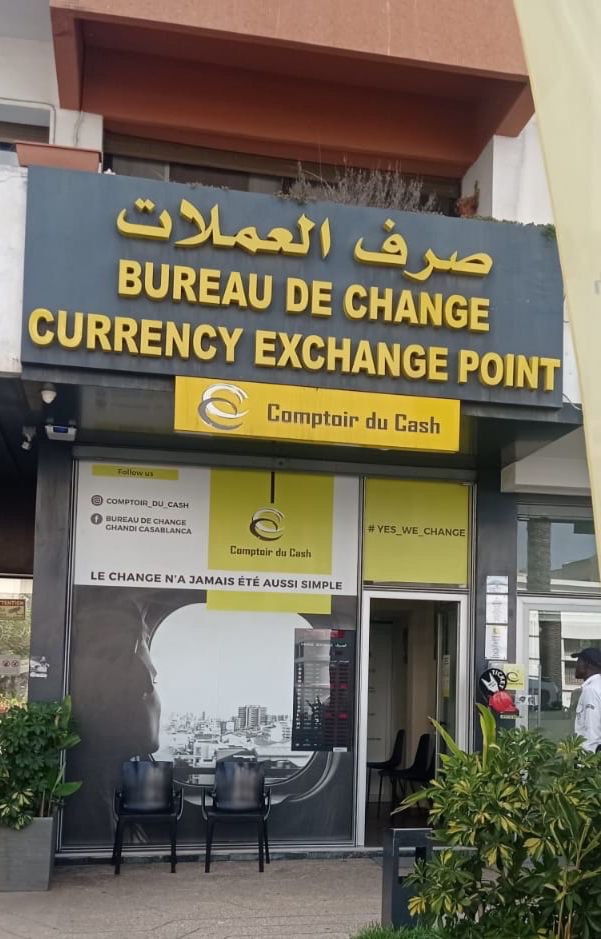 صرف العملات
BUREAU DE CHANGE
CURRENCY EXCHANGE POINT
Comptoir du Cash
Follow us
COMPTOIR_DU_CASH
BUREAU DE CHANGE
GHANDI CASABLANCA
Comptoir du Cash
# YES_WE_CHANGE
LE CHANGE N'A JAMAIS ÉTÉ AUSSI SIMPLE
ATTENTION